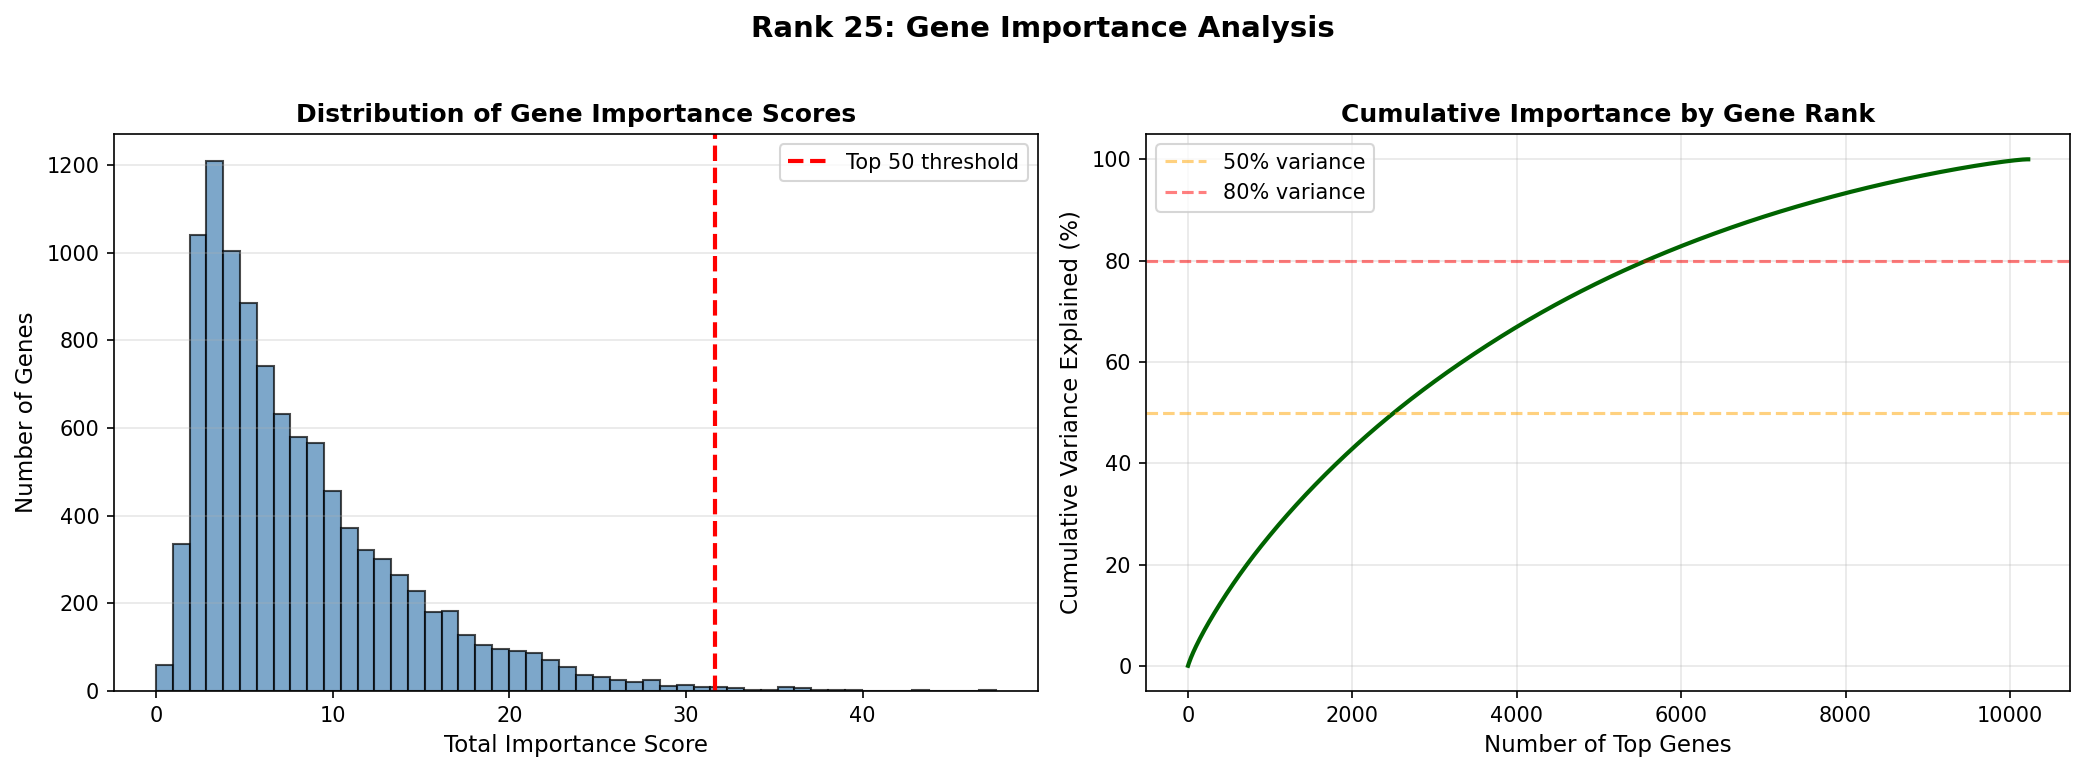 Rank 25: Gene Importance Analysis
Distribution of Gene Importance Scores
Number of Genes
1200
1000
800
600
400
200
0
Top 50 threshold
0 10 20 30 40
Total Importance Score
Cumulative Importance by Gene Rank
Cumulative Variance Explained (%)
100
80
60
40
20
0
50% variance
80% variance
0 2000 4000 6000 8000 10000
Number of Top Genes